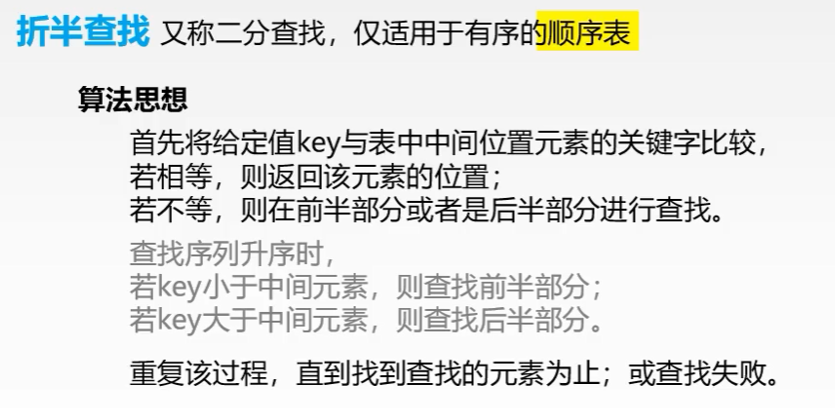 折半查找 又称二分查找，仅适用于有序的顺序表
算法思想
首先将给定值key与表中中间位置元素的关键字比较，
若相等，则返回该元素的位置；
若不等，则在前半部分或者是后半部分进行查找。
查找序列升序时，
若key小于中间元素，则查找前半部分；
若key大于中间元素，则查找后半部分。
重复该过程，直到找到查找的元素为止；或查找失败。